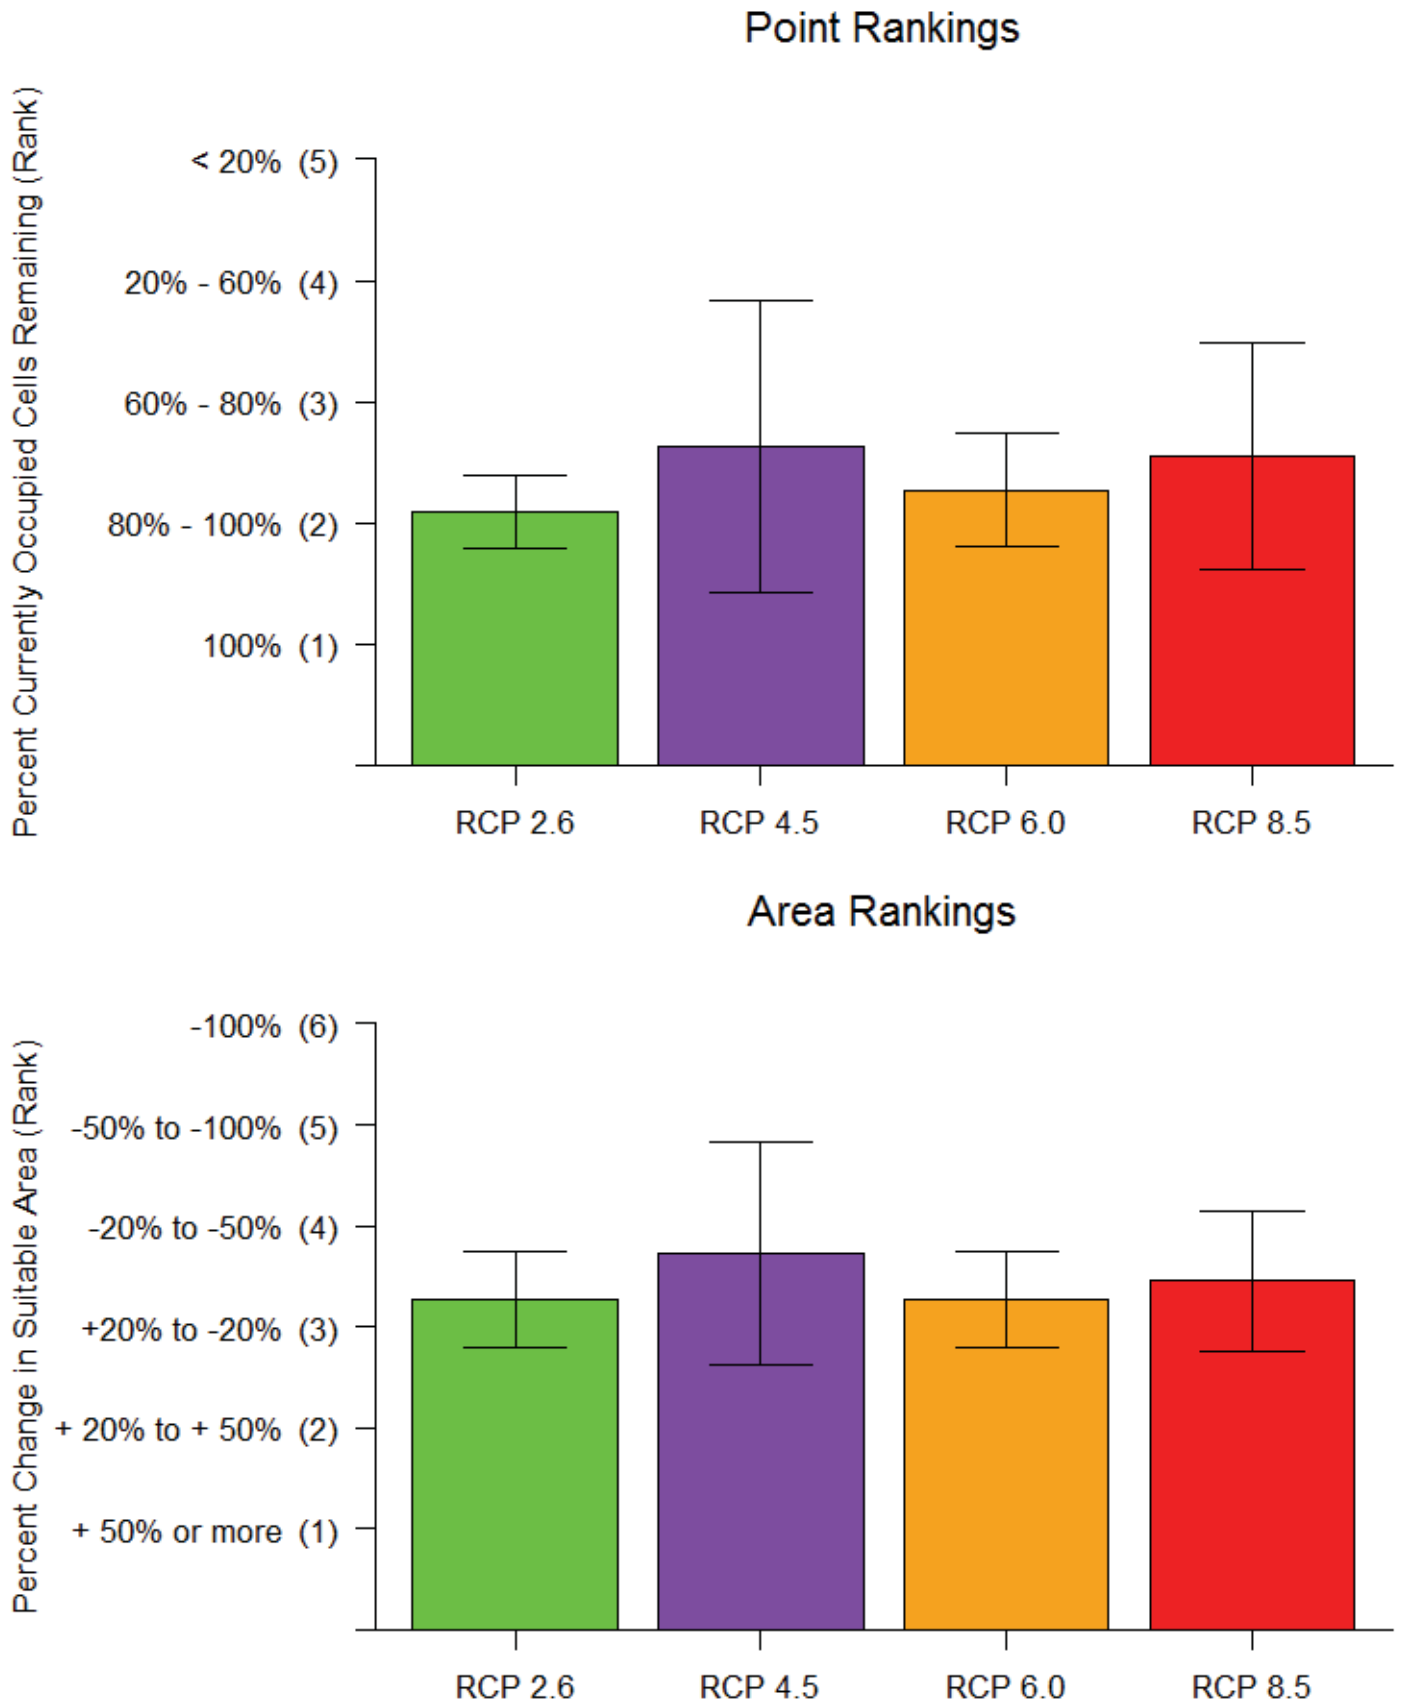 Point Rankings
Percent Currently Occupied Cells Remaining (Rank)
< 20% (5)
20% - 60% (4)
60% - 80% (3)
80% - 100% (2)
100% (1)
RCP 2.6 RCP 4.5 RCP 6.0 RCP 8.5
Area Rankings
Percent Change in Suitable Area (Rank)
-100% (6)
-50% to -100% (5)
-20% to -50% (4)
+20% to -20% (3)
+ 20% to + 50% (2)
+ 50% or more (1)
RCP 2.6 RCP 4.5 RCP 6.0 RCP 8.5